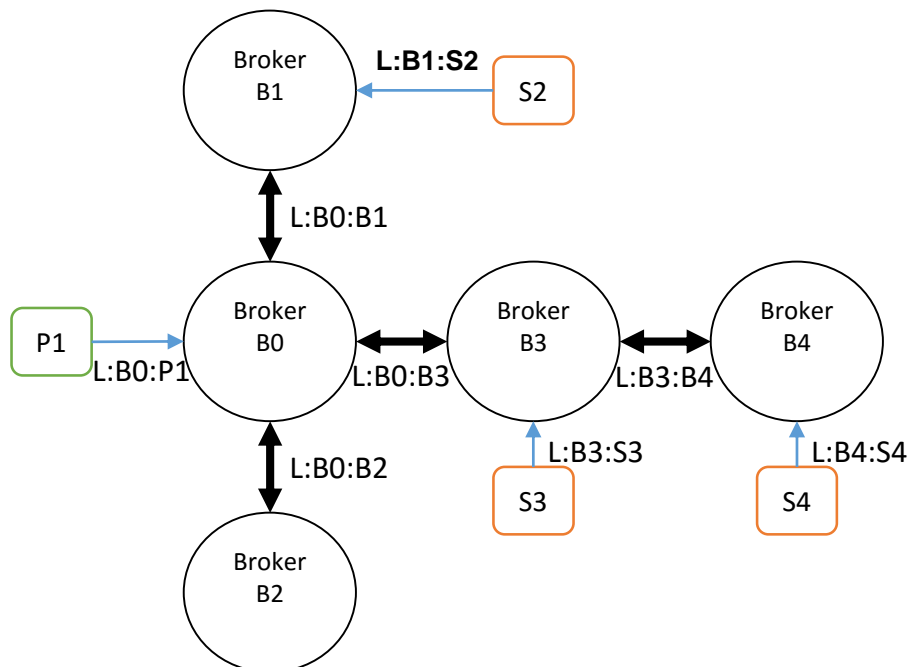 Broker
B1
L:B1:S2
S2
L:B0:B1
P1
L:B0:P1
Broker
B0
L:B0:B3
Broker
B3
L:B3:B4
Broker
B4
L:B0:B2
L:B3:S3
S3
L:B4:S4
S4
Broker
B2